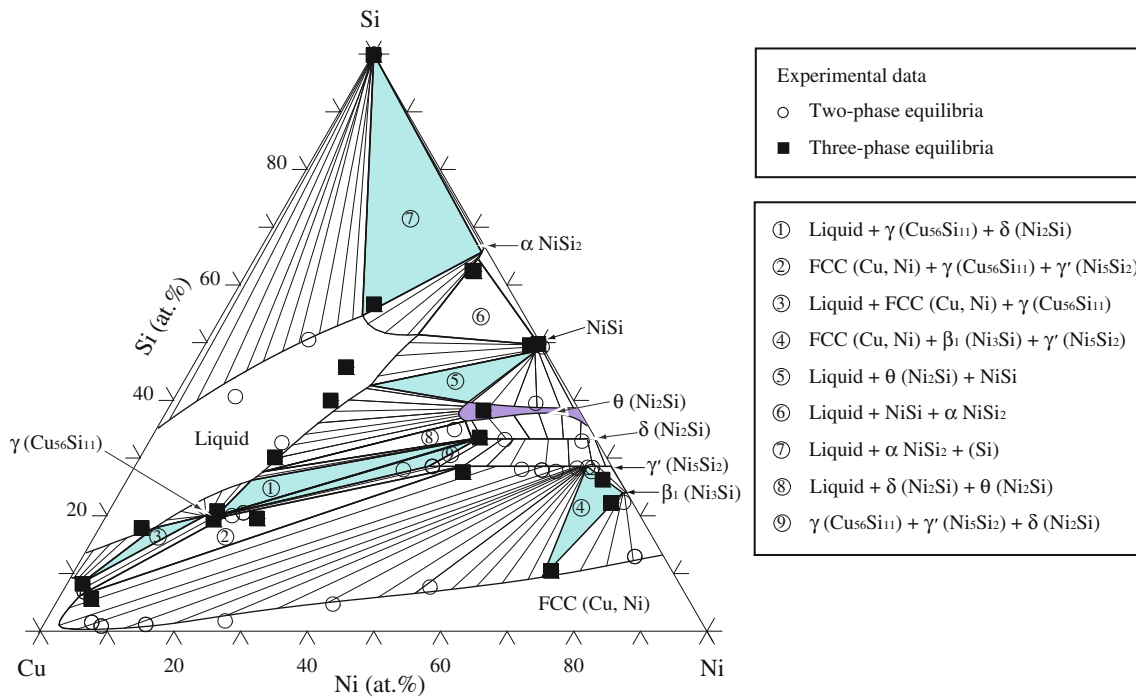 Si
Experimental data
Two-phase equilibria
Three-phase equilibria
80
⑦
α NiSi₂
60
Si (at.%)
⑥
NiSi
⑤
40
θ (Ni₂Si)
Liquid
⑧
δ (Ni₂Si)
γ (Cu₅₆Si₁₁)
⑨
γ′ (Ni₅Si₂)
①
β₁ (Ni₃Si)
20
④
③
②
FCC (Cu, Ni)
Cu
20
40
60
80
Ni
Ni (at.%)
① Liquid + γ (Cu₅₆Si₁₁) + δ (Ni₂Si)
② FCC (Cu, Ni) + γ (Cu₅₆Si₁₁) + γ′ (Ni₅Si₂)
③ Liquid + FCC (Cu, Ni) + γ (Cu₅₆Si₁₁)
④ FCC (Cu, Ni) + β₁ (Ni₃Si) + γ′ (Ni₅Si₂)
⑤ Liquid + θ (Ni₂Si) + NiSi
⑥ Liquid + NiSi + α NiSi₂
⑦ Liquid + α NiSi₂ + (Si)
⑧ Liquid + δ (Ni₂Si) + θ (Ni₂Si)
⑨ γ (Cu₅₆Si₁₁) + γ′ (Ni₅Si₂) + δ (Ni₂Si)